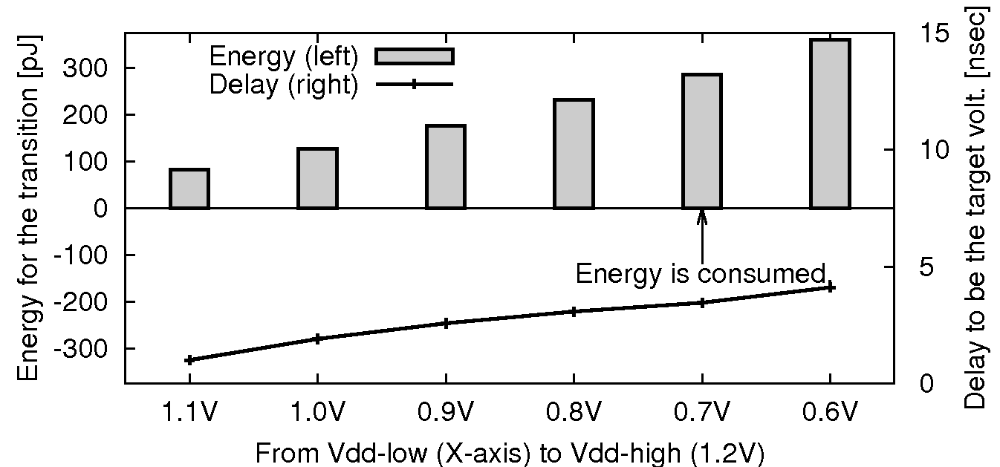 Energy for the transition [pJ]
300
200
100
0
-100
-200
-300
Energy (left)
Delay (right)
Energy is consumed
15
10
5
0
Delay to be the target volt. [nsec]
1.1V 1.0V 0.9V 0.8V 0.7V 0.6V
From Vdd-low (X-axis) to Vdd-high (1.2V)